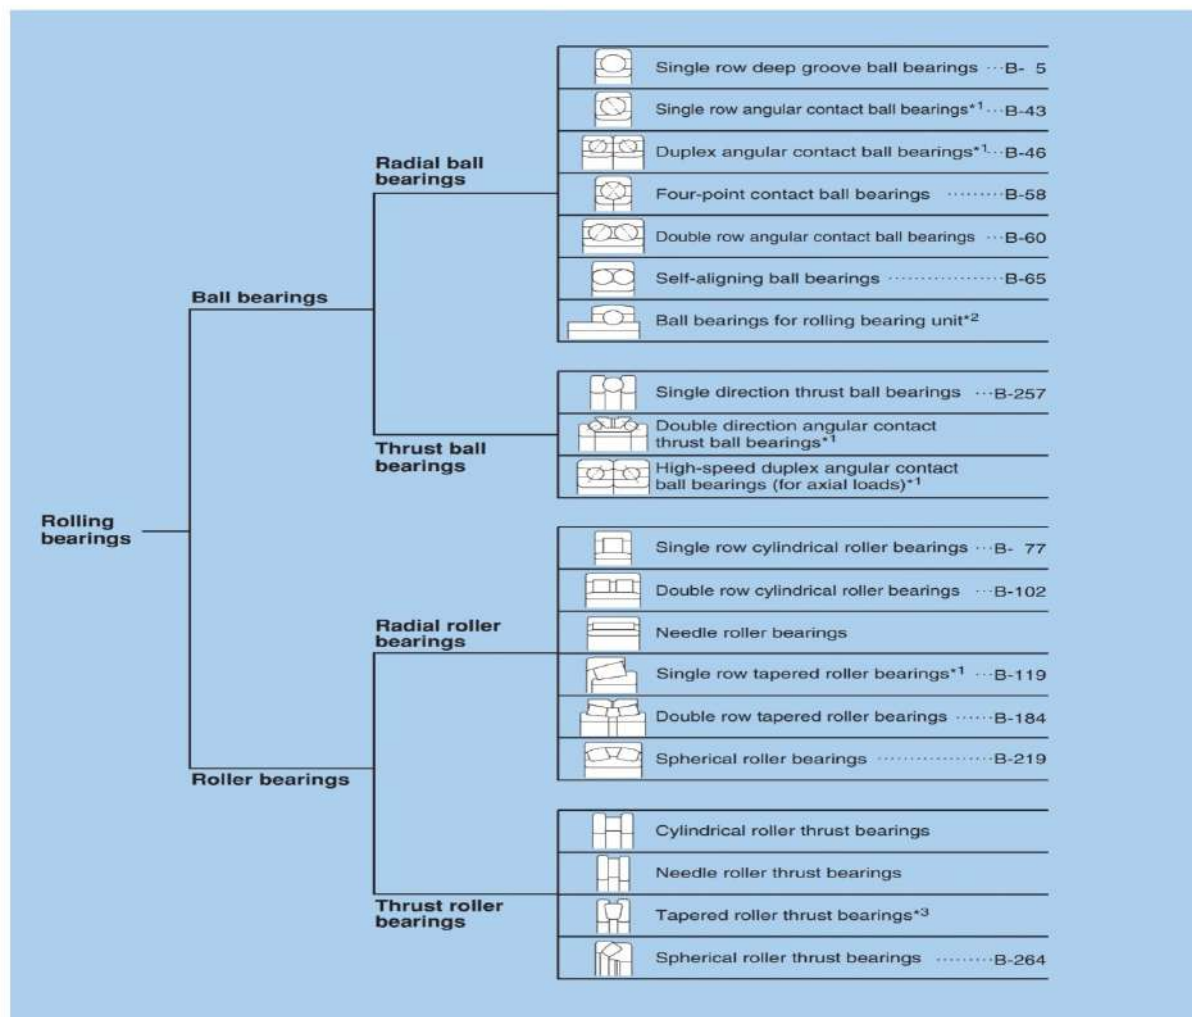 Single row deep groove ball bearings ···B- 5
Single row angular contact ball bearings*1···B-43
Radial ball
bearings
Duplex angular contact ball bearings*1···B-46
Four-point contact ball bearings ·········B-58
Double row angular contact ball bearings ···B-60
Self-aligning ball bearings ················B-65
Ball bearings
Ball bearings for rolling bearing unit*2
Single direction thrust ball bearings ···B-257
Thrust ball
bearings
Double direction angular contact
thrust ball bearings*1
High-speed duplex angular contact
ball bearings (for axial loads)*1
Rolling
bearings
Single row cylindrical roller bearings ···B- 77
Double row cylindrical roller bearings ···B-102
Radial roller
bearings
Needle roller bearings
Single row tapered roller bearings*1 ···B-119
Double row tapered roller bearings ······B-184
Spherical roller bearings ················B-219
Roller bearings
Cylindrical roller thrust bearings
Needle roller thrust bearings
Thrust roller
bearings
Tapered roller thrust bearings*3
Spherical roller thrust bearings ·········B-264